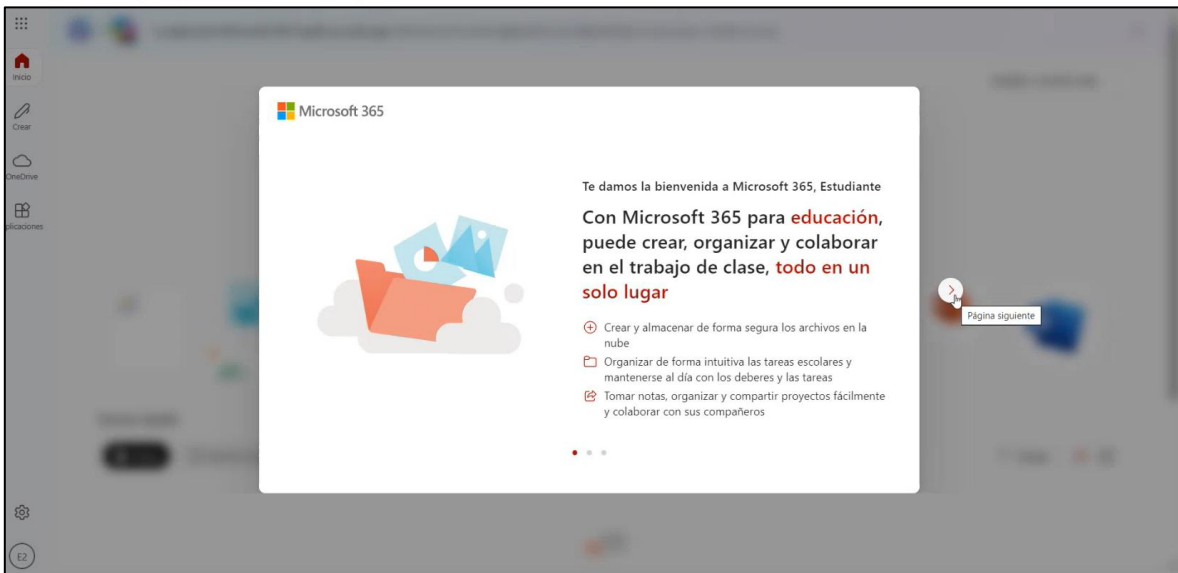 Inicio
Crear
OneDrive
plicaciones
E2
Microsoft 365
Te damos la bienvenida a Microsoft 365, Estudiante
Con Microsoft 365 para educación,
puede crear, organizar y colaborar
en el trabajo de clase, todo en un
solo lugar
Crear y almacenar de forma segura los archivos en la
nube
Organizar de forma intuitiva las tareas escolares y
mantenerse al día con los deberes y las tareas
Tomar notas, organizar y compartir proyectos fácilmente
y colaborar con sus compañeros
Página siguiente